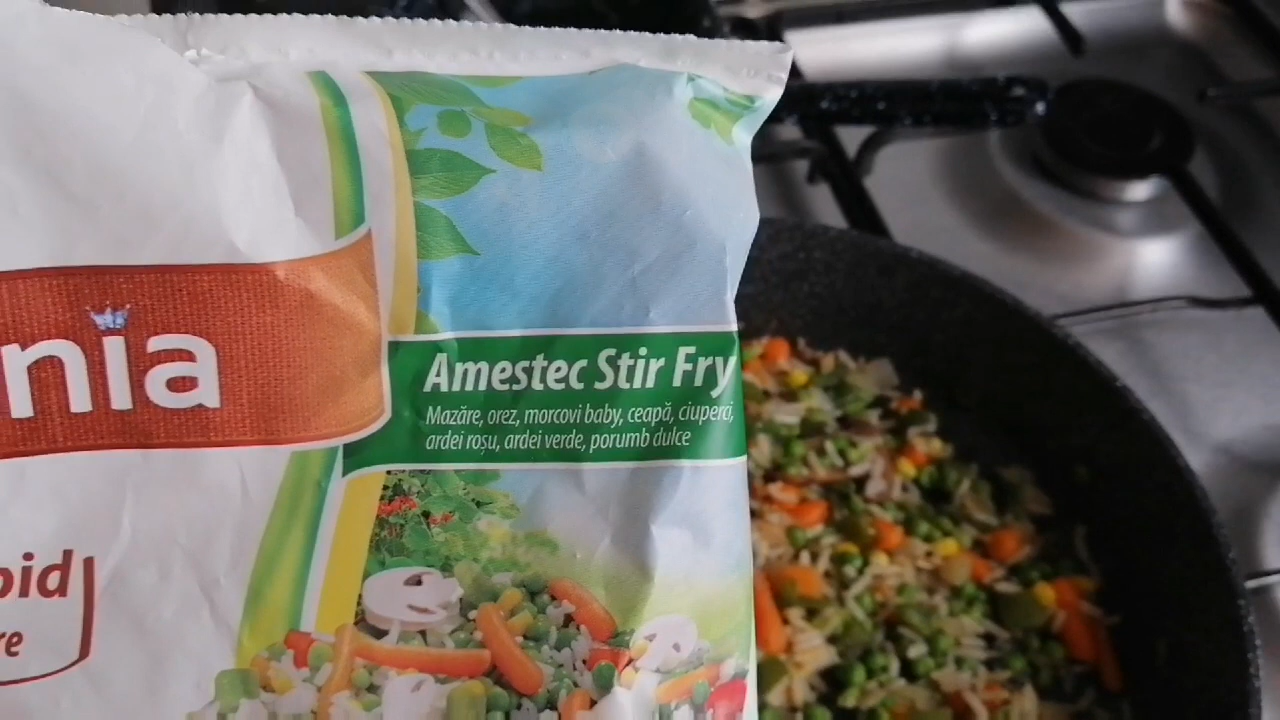 nia
Amestec Stir Fry
Mazăre, orez, morcovi baby, ceapă, ciuperci,
ardei roșu, ardei verde, porumb dulce
pid
re